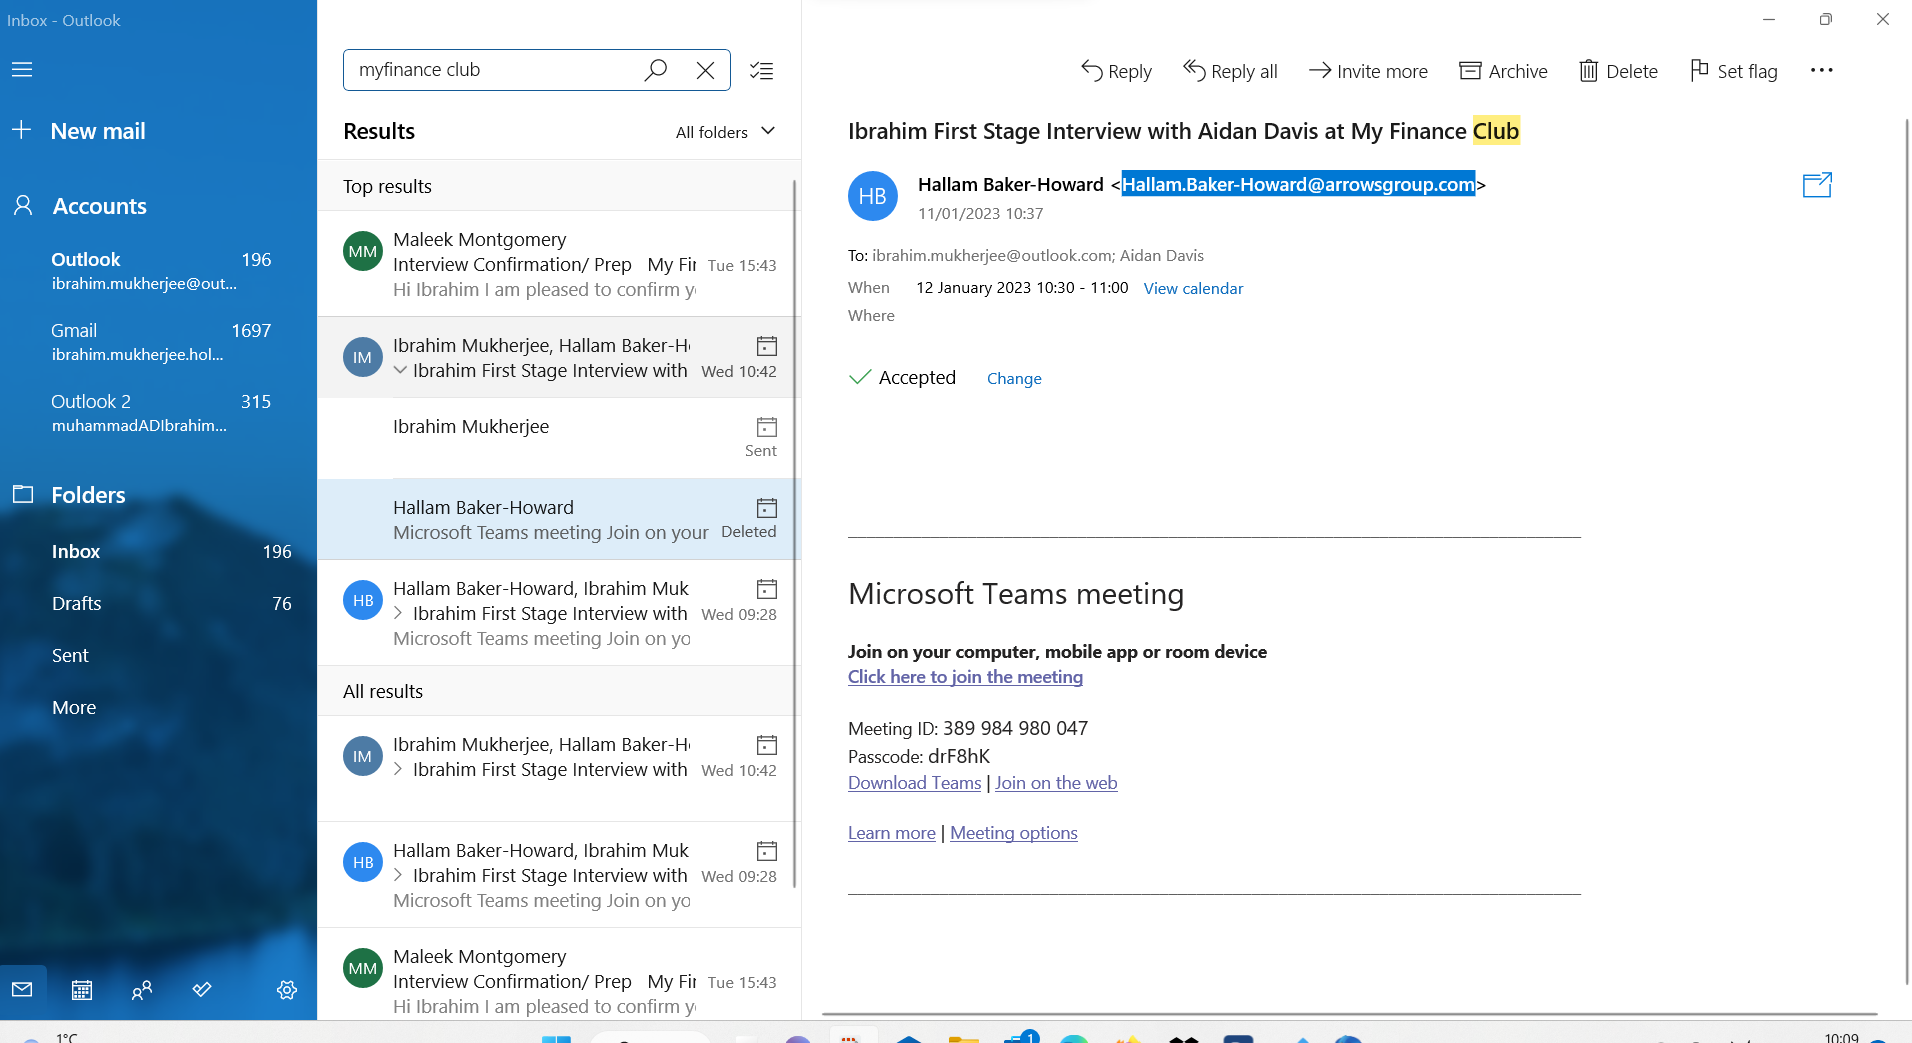 Inbox - Outlook
New mail
Accounts
Outlook 196
ibrahim.mukherjee@out...
Gmail 1697
ibrahim.mukherjee.hol...
Outlook 2 315
muhammadADIbrahim...
Folders
Inbox 196
Drafts 76
Sent
More
myfinance club
Results All folders
Top results
MM
Maleek Montgomery
Interview Confirmation/ Prep My Fir Tue 15:43
Hi Ibrahim I am pleased to confirm y
IM
Ibrahim Mukherjee, Hallam Baker-H
Ibrahim First Stage Interview with Wed 10:42
Ibrahim Mukherjee
Sent
Hallam Baker-Howard
Microsoft Teams meeting Join on your Deleted
HB
Hallam Baker-Howard, Ibrahim Muk
Ibrahim First Stage Interview with Wed 09:28
Microsoft Teams meeting Join on yo
All results
IM
Ibrahim Mukherjee, Hallam Baker-H
Ibrahim First Stage Interview with Wed 10:42
HB
Hallam Baker-Howard, Ibrahim Muk
Ibrahim First Stage Interview with Wed 09:28
Microsoft Teams meeting Join on yo
MM
Maleek Montgomery
Interview Confirmation/ Prep My Fir Tue 15:43
Hi Ibrahim I am pleased to confirm y
Reply Reply all Invite more Archive Delete Set flag
Ibrahim First Stage Interview with Aidan Davis at My Finance Club
HB
Hallam Baker-Howard <Hallam.Baker-Howard@arrowsgroup.com>
11/01/2023 10:37
To: ibrahim.mukherjee@outlook.com; Aidan Davis
When 12 January 2023 10:30 - 11:00 View calendar
Where
Accepted Change
Microsoft Teams meeting
Join on your computer, mobile app or room device
Click here to join the meeting
Meeting ID: 389 984 980 047
Passcode: drF8hK
Download Teams | Join on the web
Learn more | Meeting options
1°C
1
10:09